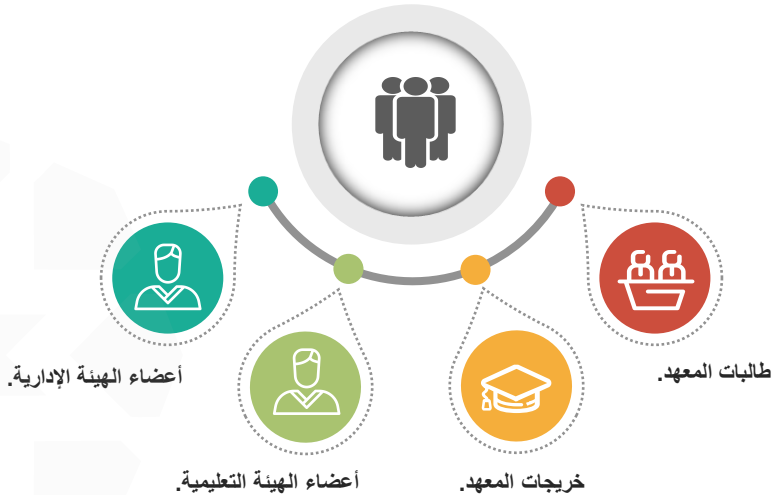 طالبات المعهد.
خريجات المعهد.
أعضاء الهيئة التعليمية.
أعضاء الهيئة الإدارية.